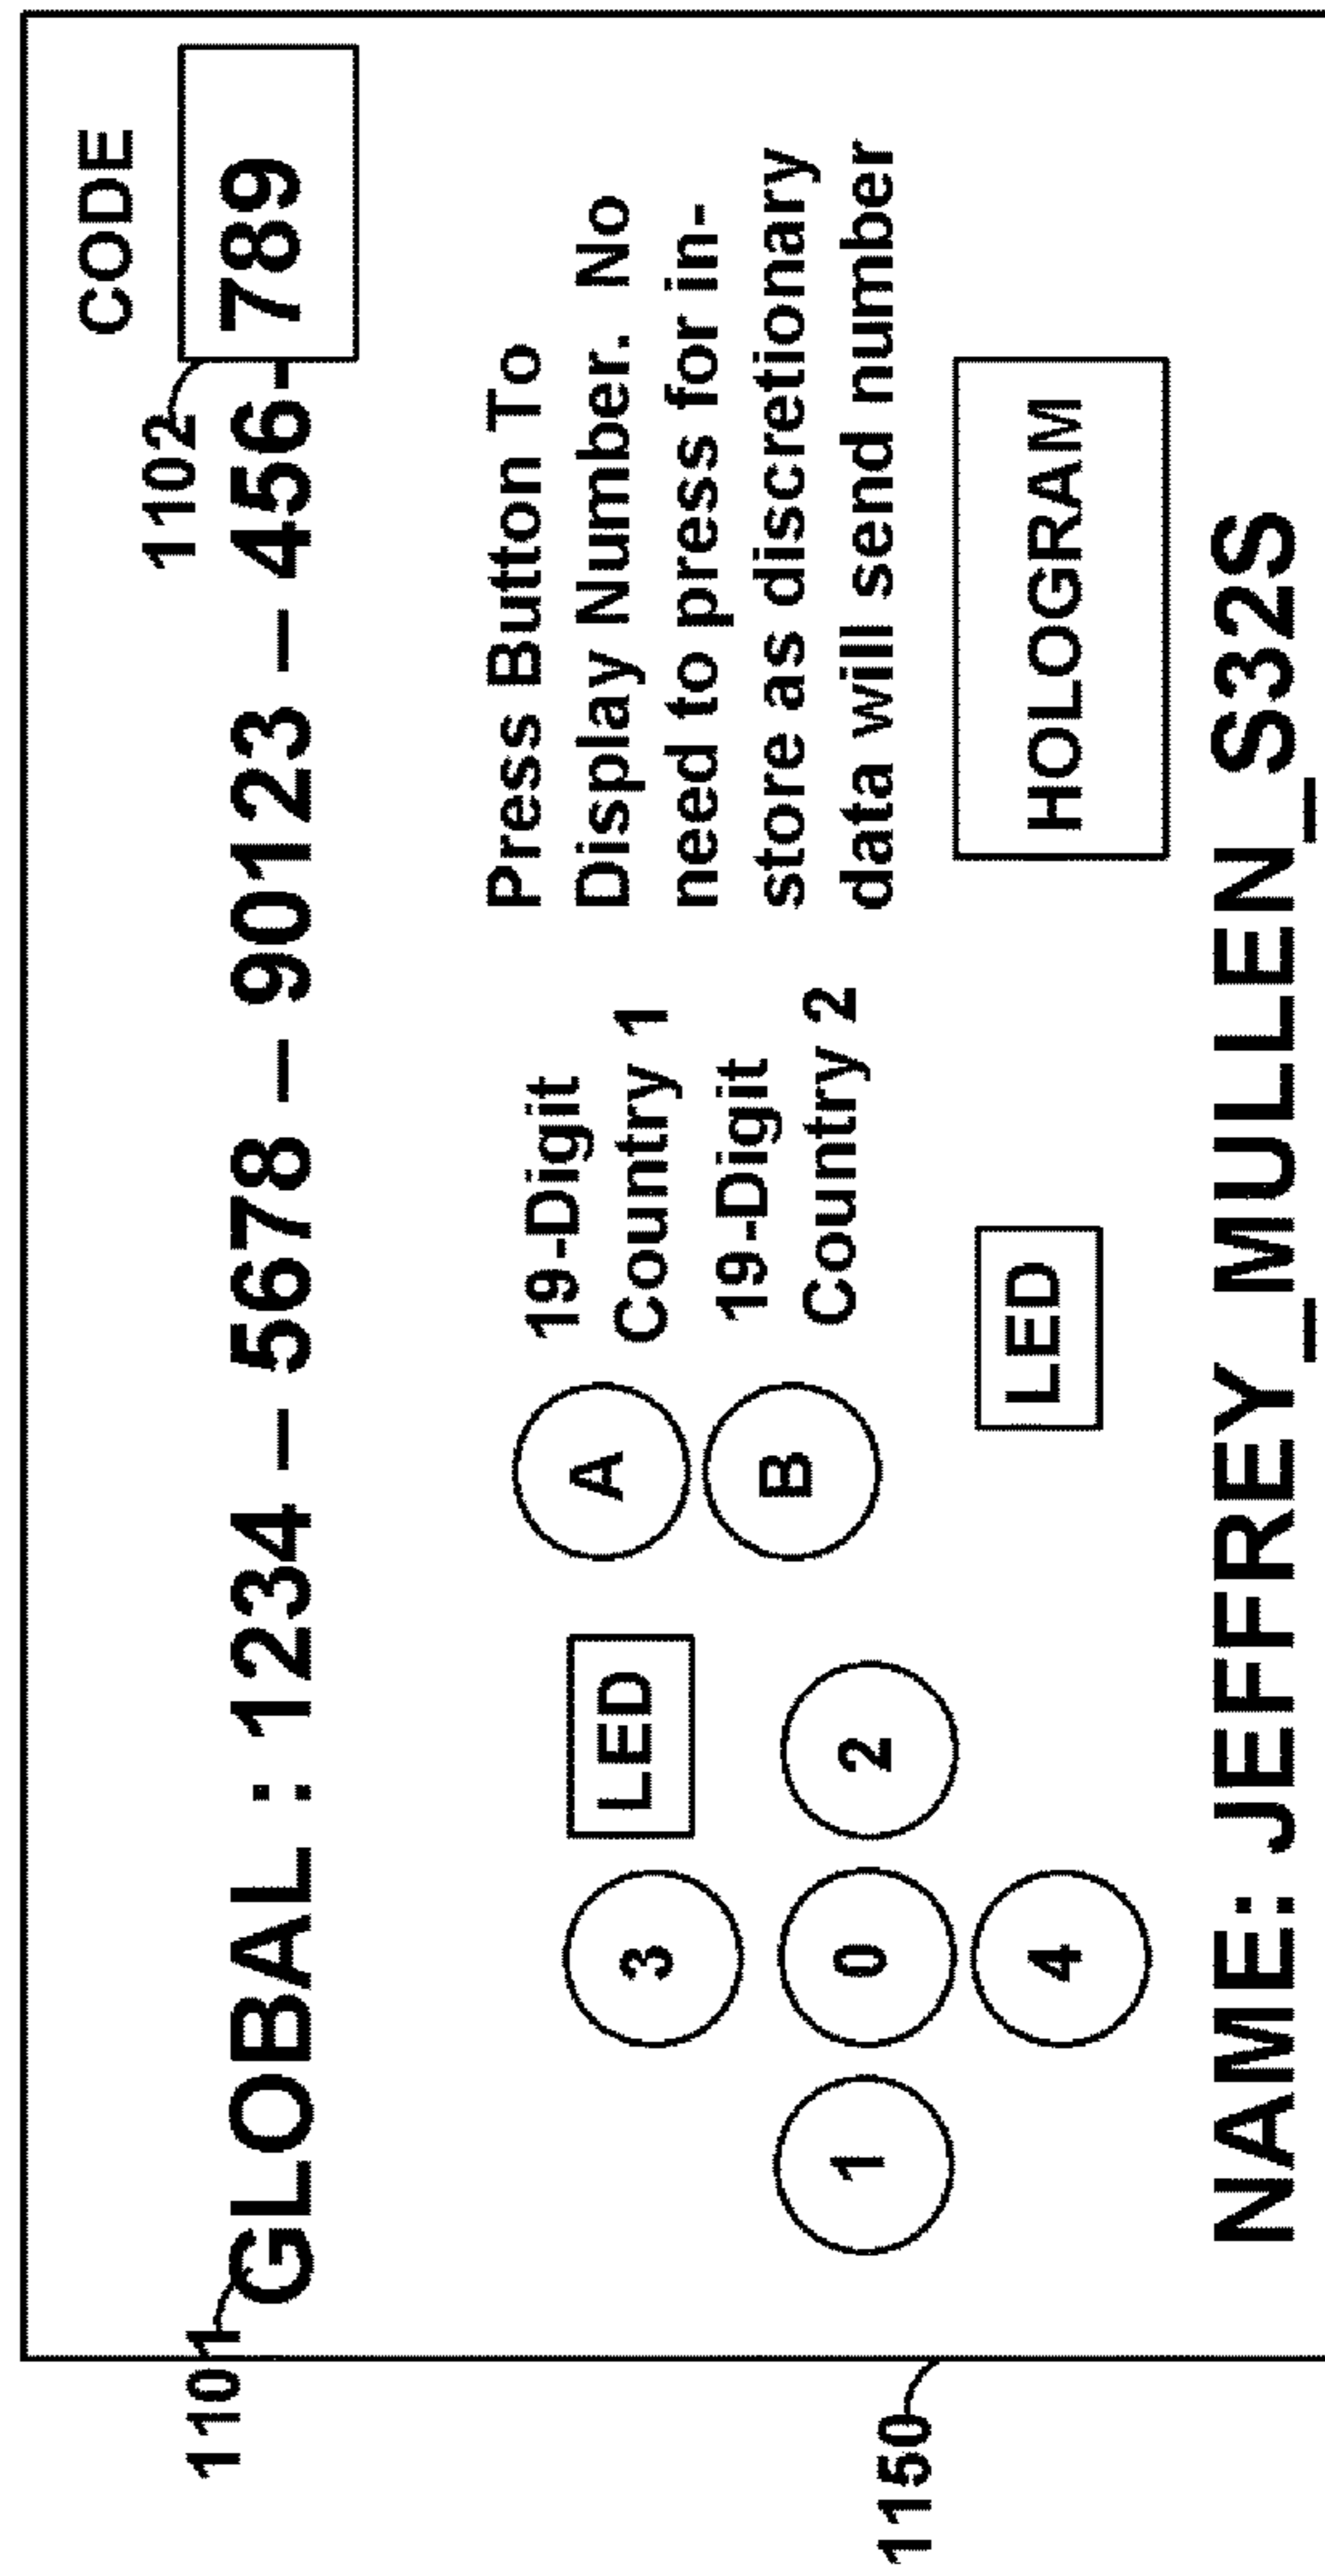 CODE
1102
1101
GLOBAL : 1234 – 5678 – 90123 – 456- 789
Press Button To
Display Number. No
need to press for in-
store as discretionary
data will send number
19-Digit
Country 1
19-Digit
Country 2
A
B
LED
3
1
0
2
4
LED
HOLOGRAM
1150
NAME: JEFFREY_MULLEN_S32S